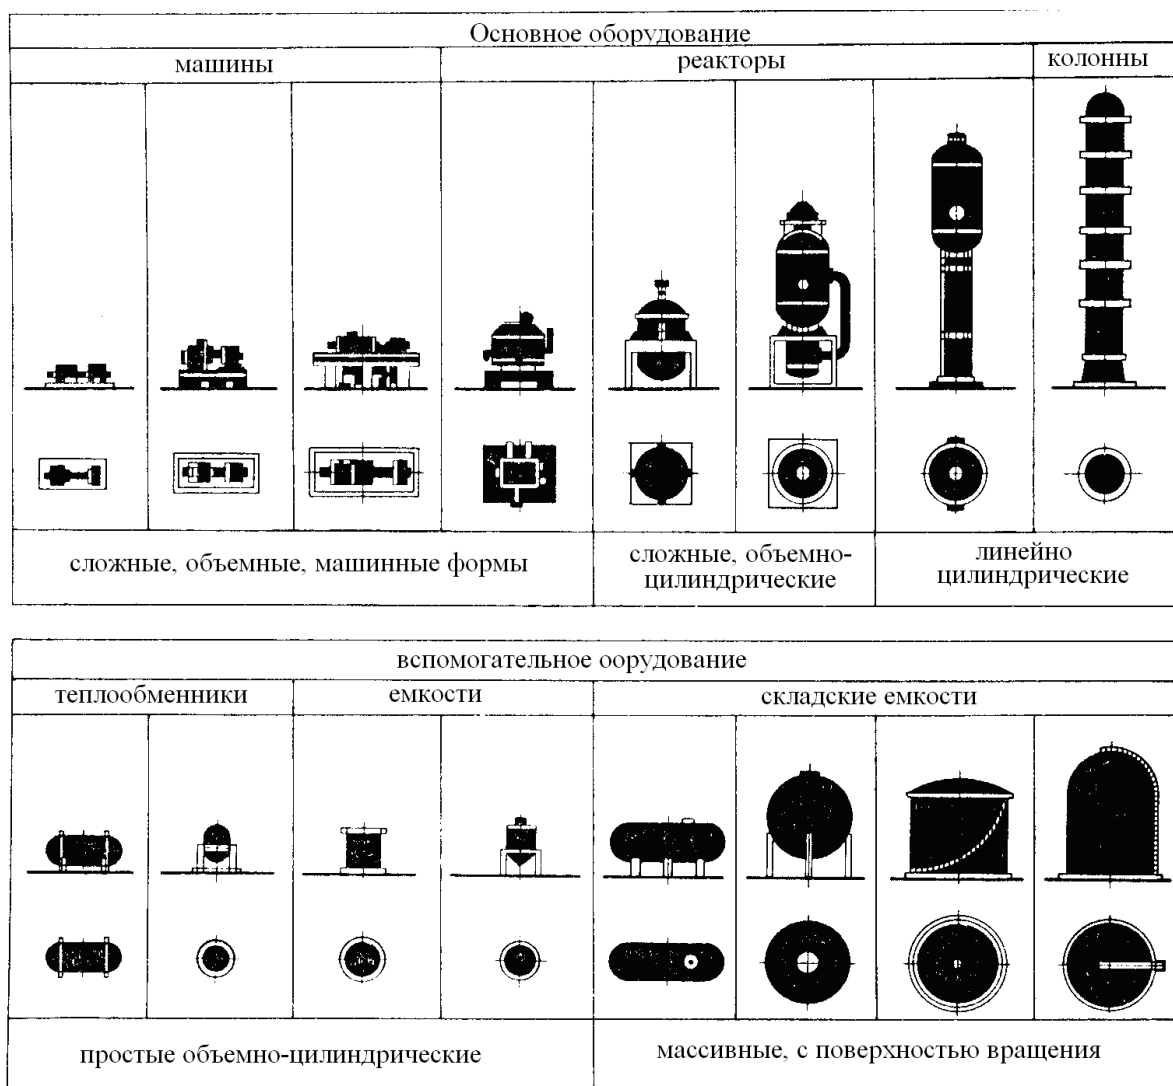 Основное оборудование
машины
реакторы
колонны
сложные, объемные, машинные формы
сложные, объемно-
цилиндрические
линейно
цилиндрические
вспомогательное оорудование
теплообменники
емкости
складские емкости
простые объемно-цилиндрические
массивные, с поверхностью вращения